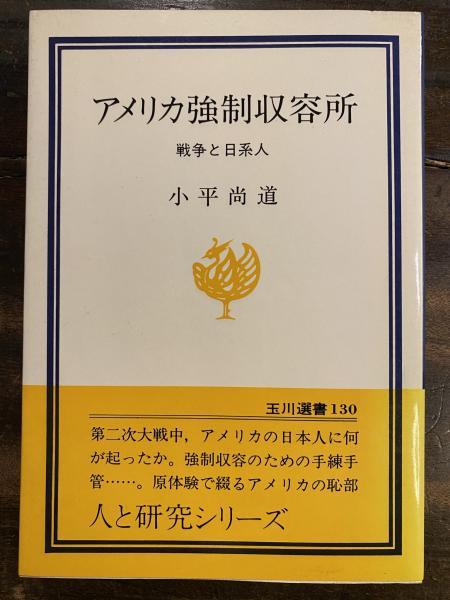 アメリカ強制収容所
戦争と日系人
小平尚道
玉川選書130
第二次大戦中，アメリカの日本人に何
が起ったか。強制収容のための手練手
管……。原体験で綴るアメリカの恥部
人と研究シリーズ